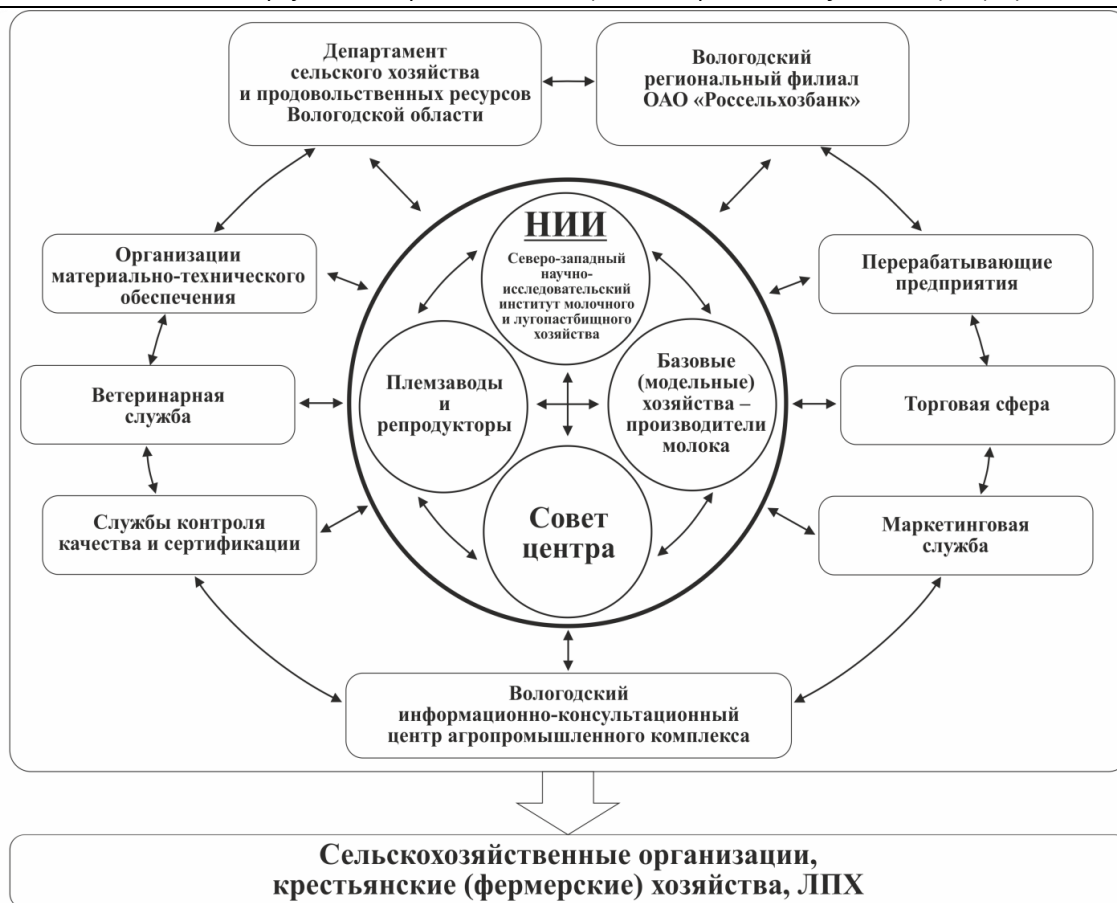 Департамент
сельского хозяйства
и продовольственных ресурсов
Вологодской области
Вологодский
региональный филиал
ОАО «Россельхозбанк»
НИИ
Северо-западный
научно-
исследовательский
институт молочного
и лугопастбищного
хозяйства
Организации
материально-технического
обеспечения
Перерабатывающие
предприятия
Племзаводы
и
репродукторы
Базовые
(модельные)
хозяйства –
производители
молока
Ветеринарная
служба
Торговая сфера
Совет
центра
Службы контроля
качества и сертификации
Маркетинговая
служба
Вологодский
информационно-консультационный
центр агропромышленного комплекса
Сельскохозяйственные организации,
крестьянские (фермерские) хозяйства, ЛПХ